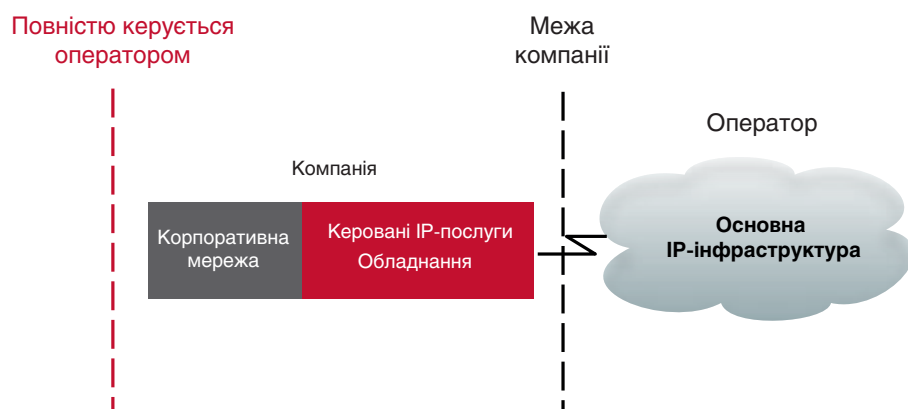 Повністю керується
оператором
Межа
компанії
Оператор
Компанія
Корпоративна
мережа
Керовані IP-послуги
Обладнання
Основна
IP-інфраструктура